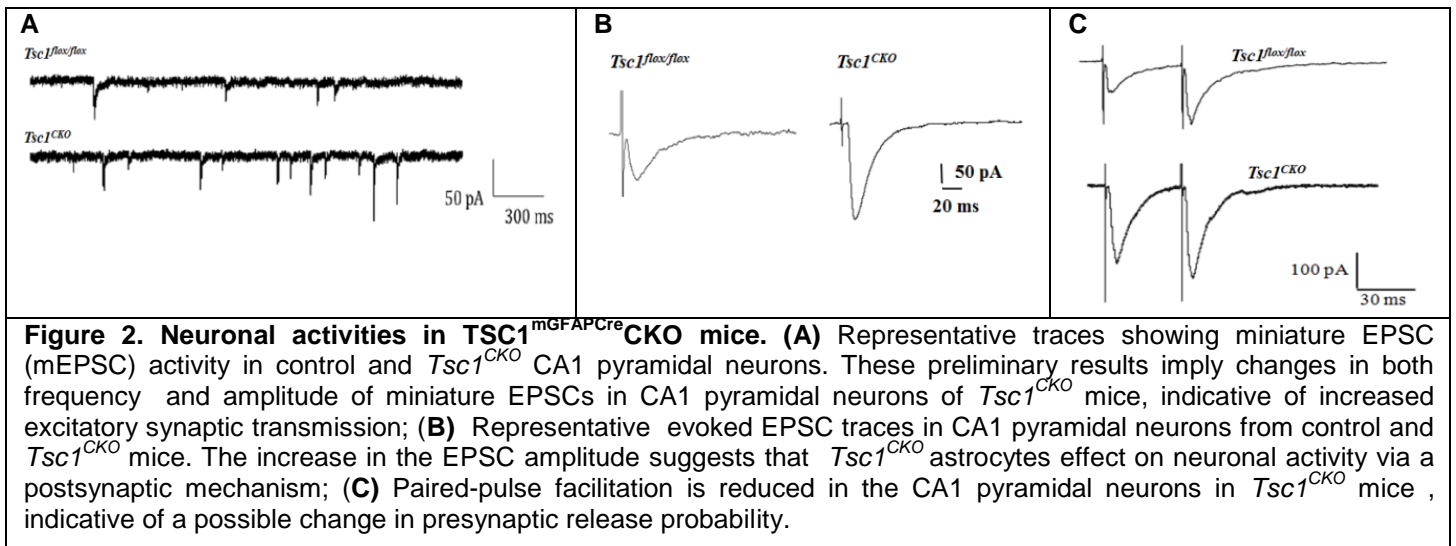 A
Tsc1flox/flox
Tsc1CKO
50 pA
300 ms
B
Tsc1flox/flox
Tsc1CKO
50 pA
20 ms
C
Tsc1flox/flox
Tsc1CKO
100 pA
30 ms
Figure 2. Neuronal activities in TSC1mGFAPCreCKO mice. (A) Representative traces showing miniature EPSC
(mEPSC) activity in control and Tsc1CKO CA1 pyramidal neurons. These preliminary results imply changes in both
frequency and amplitude of miniature EPSCs in CA1 pyramidal neurons of Tsc1CKO mice, indicative of increased
excitatory synaptic transmission; (B) Representative evoked EPSC traces in CA1 pyramidal neurons from control and
Tsc1CKO mice. The increase in the EPSC amplitude suggests that Tsc1CKO astrocytes effect on neuronal activity via a
postsynaptic mechanism; (C) Paired-pulse facilitation is reduced in the CA1 pyramidal neurons in Tsc1CKO mice ,
indicative of a possible change in presynaptic release probability.